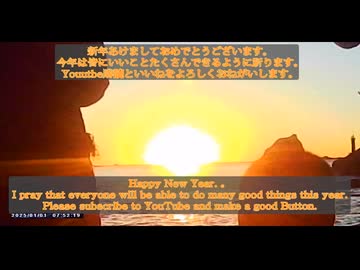 新年あけましておめでとうございます。
今年は皆にいいことたくさんできるように祈ります。
Youutbe登録といいねをよろしくおねがいします。
Happy New Year. .
I pray that everyone will be able to do many good things this year.
Please subscribe to YouTube and make a good Button.
2025/01/01 07:52:19